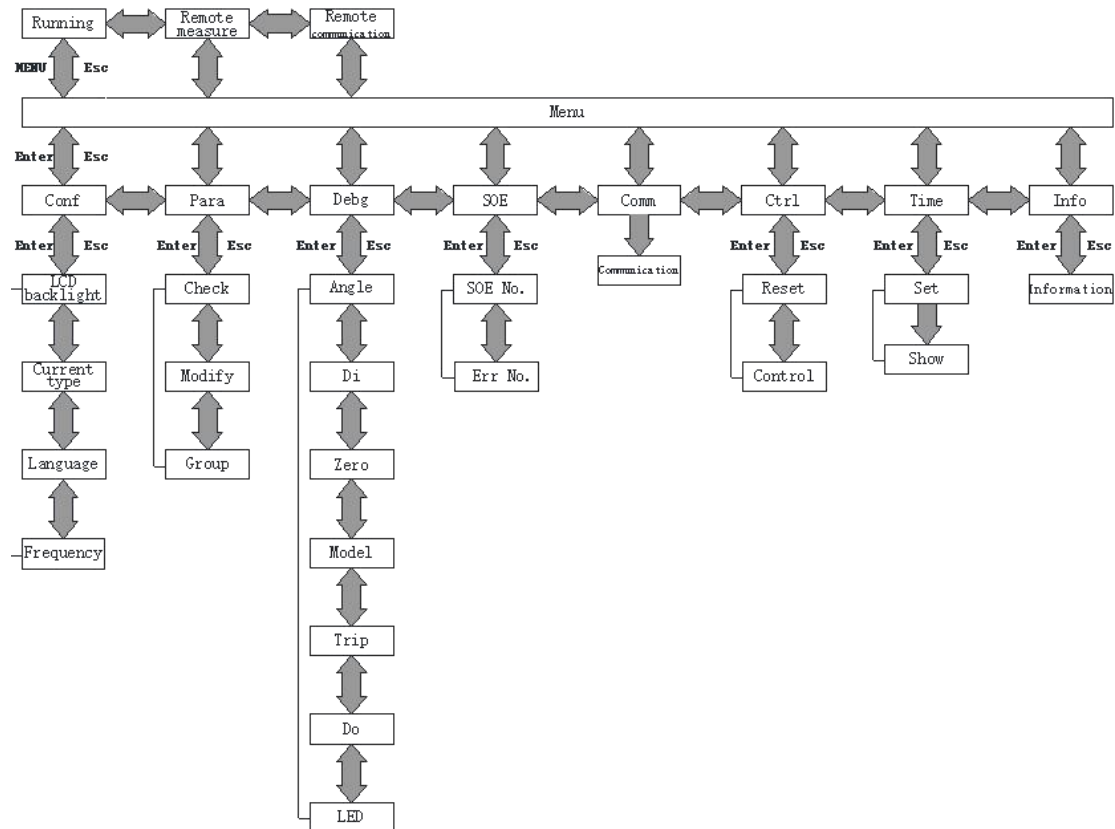 Running
Remote
measure
Remote
communication
MENU Esc
Menu
Enter Esc
Conf
Para
Debg
SOE
Comm
Ctrl
Time
Info
Enter Esc
Enter Esc
Enter Esc
Enter Esc
Enter Esc
Enter Esc
Enter Esc
LCD
backlight
Check
Angle
SOE No.
Communication
Reset
Set
Information
Current
type
Modify
Di
Err No.
Control
Show
Language
Group
Zero
Frequency
Model
Trip
Do
LED